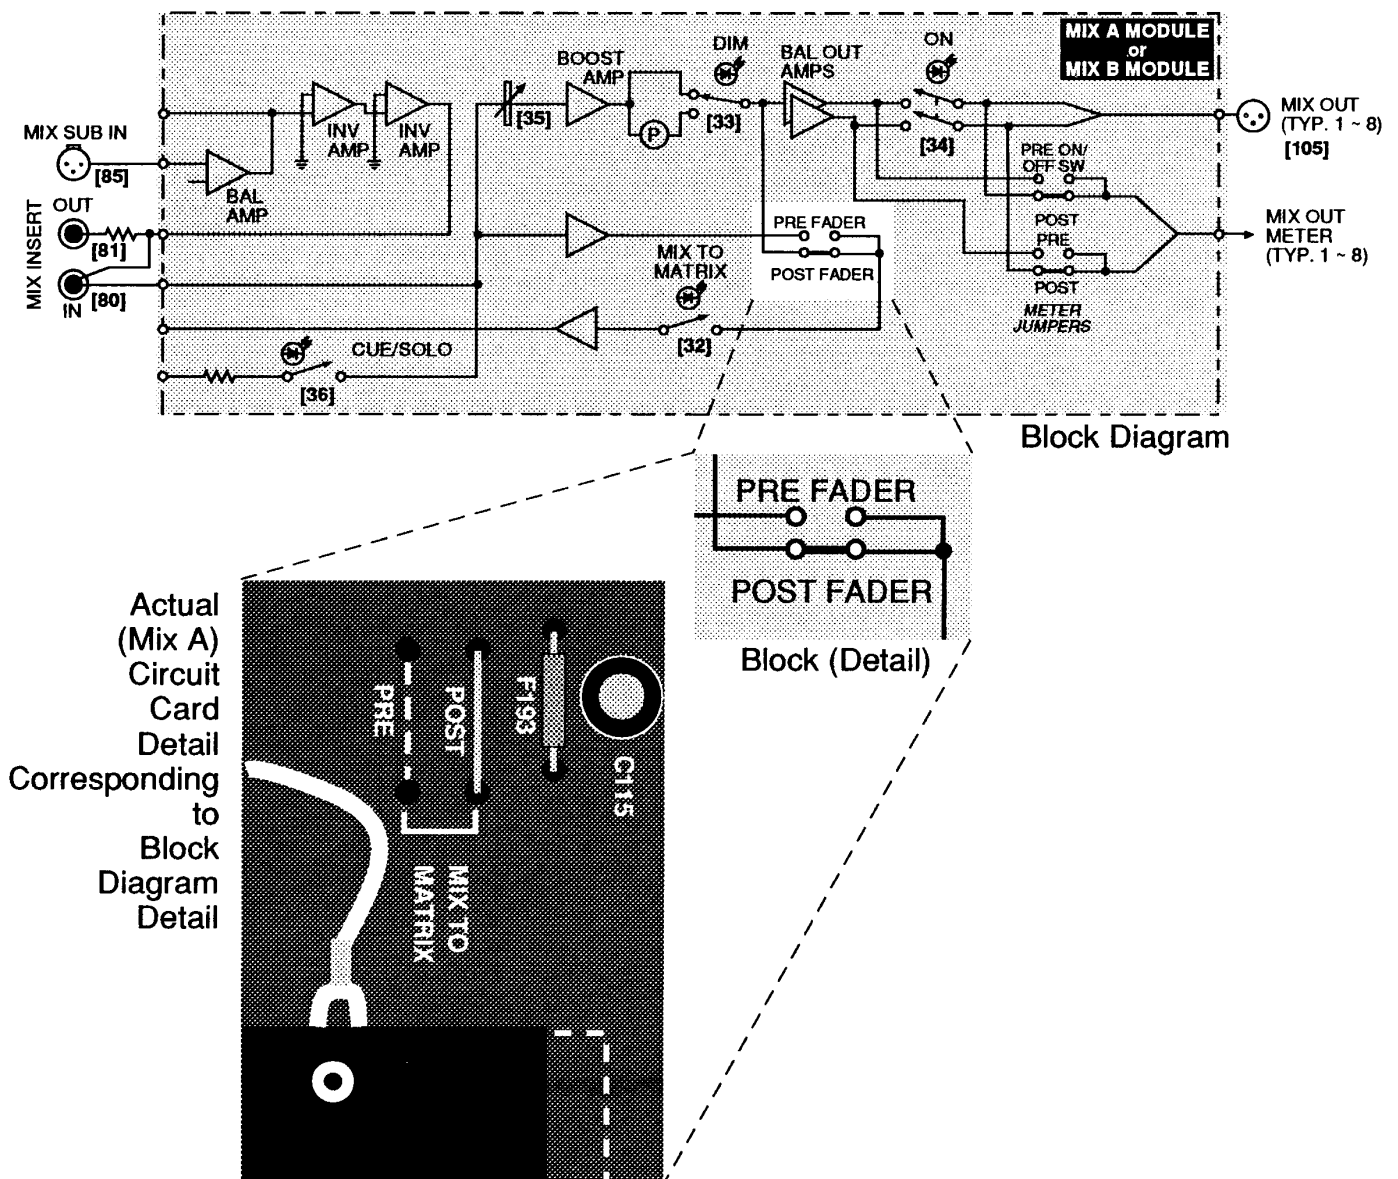 MIX A MODULE
or
MIX B MODULE
DIM
ON
BOOST
AMP
BAL OUT
AMPS
INV
AMP
INV
AMP
[35]
P
[33]
[34]
MIX SUB IN
[85]
BAL
AMP
MIX OUT
(TYP. 1 ~ 8)
[105]
PRE ON/
OFF SW
POST
PRE
POST
METER
JUMPERS
MIX OUT
METER
(TYP. 1 ~ 8)
MIX INSERT
OUT
[81]
IN
[80]
PRE FADER
POST FADER
MIX TO
MATRIX
[32]
CUE/SOLO
[36]
Block Diagram
PRE FADER
POST FADER
Block (Detail)
Actual
(Mix A)
Circuit
Card
Detail
Corresponding
to
Block
Diagram
Detail
PRE
POST
F193
C115
MIX TO
MATRIX